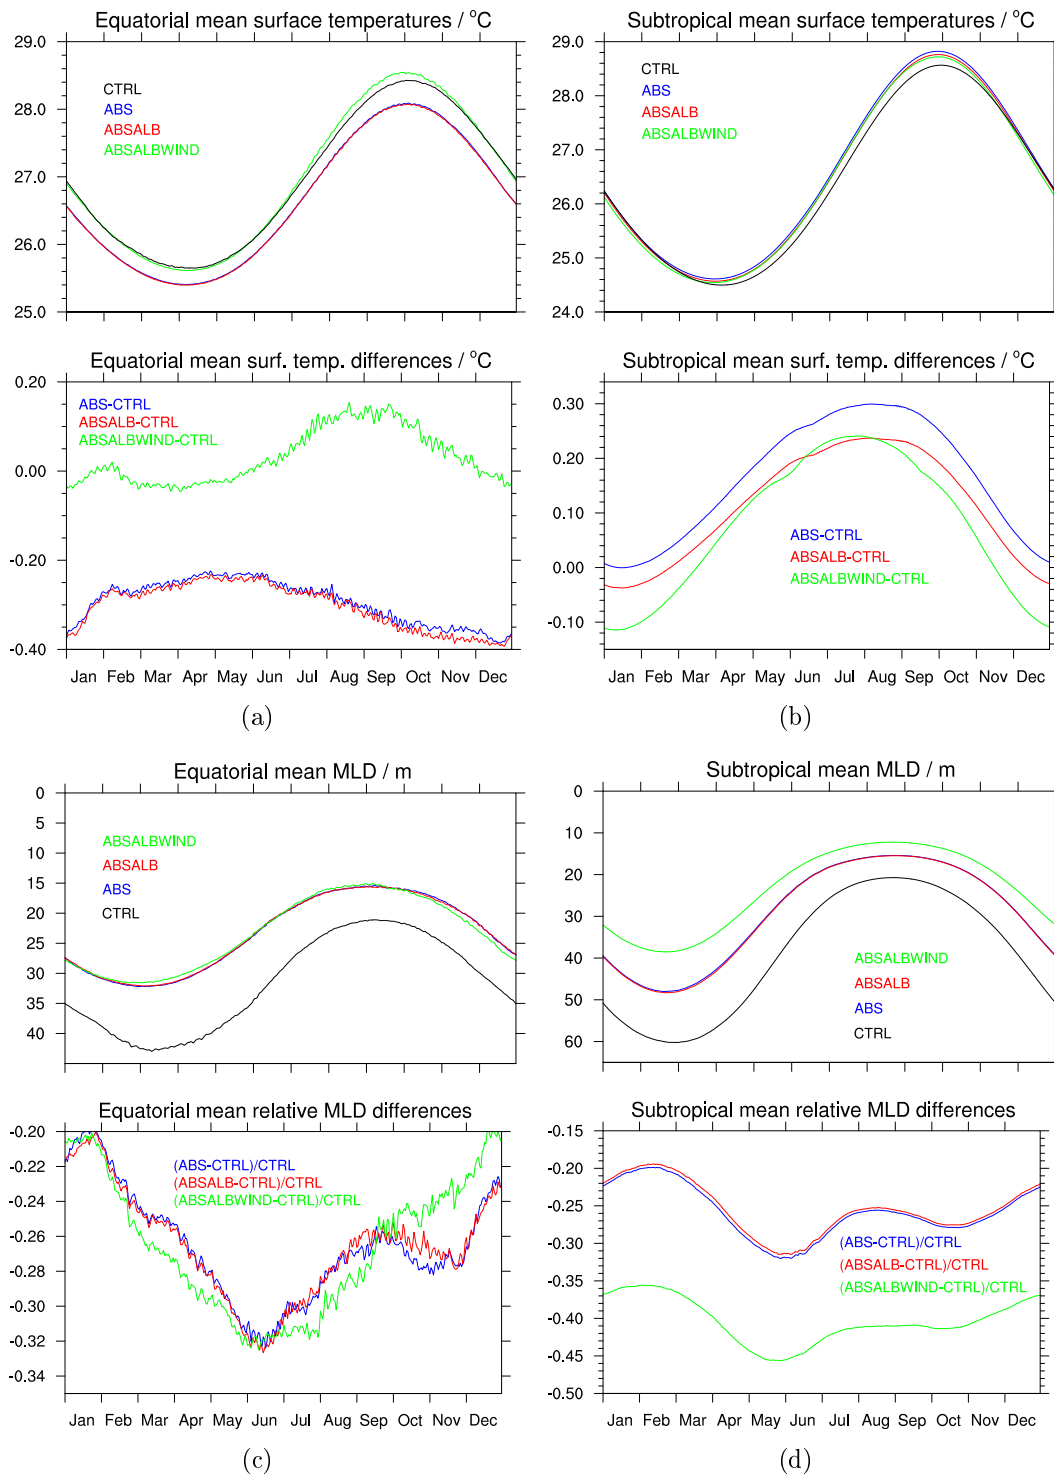 Equatorial mean surface temperatures / °C
29.0
28.0
27.0
26.0
25.0
CTRL
ABS
ABSALB
ABSALBWIND
Equatorial mean surf. temp. differences / °C
0.20
0.00
-0.20
-0.40
ABS-CTRL
ABSALB-CTRL
ABSALBWIND-CTRL
Jan Feb Mar Apr May Jun Jul Aug Sep Oct Nov Dec
(a)
Subtropical mean surface temperatures / °C
29.0
28.0
27.0
26.0
25.0
24.0
CTRL
ABS
ABSALB
ABSALBWIND
Subtropical mean surf. temp. differences / °C
0.30
0.20
0.10
0.00
-0.10
ABS-CTRL
ABSALB-CTRL
ABSALBWIND-CTRL
Jan Feb Mar Apr May Jun Jul Aug Sep Oct Nov Dec
(b)
Equatorial mean MLD / m
0
5
10
15
20
25
30
35
40
ABSALBWIND
ABSALB
ABS
CTRL
Equatorial mean relative MLD differences
-0.20
-0.22
-0.24
-0.26
-0.28
-0.30
-0.32
-0.34
(ABS-CTRL)/CTRL
(ABSALB-CTRL)/CTRL
(ABSALBWIND-CTRL)/CTRL
Jan Feb Mar Apr May Jun Jul Aug Sep Oct Nov Dec
(c)
Subtropical mean MLD / m
0
10
20
30
40
50
60
ABSALBWIND
ABSALB
ABS
CTRL
Subtropical mean relative MLD differences
-0.15
-0.20
-0.25
-0.30
-0.35
-0.40
-0.45
-0.50
(ABS-CTRL)/CTRL
(ABSALB-CTRL)/CTRL
(ABSALBWIND-CTRL)/CTRL
Jan Feb Mar Apr May Jun Jul Aug Sep Oct Nov Dec
(d)